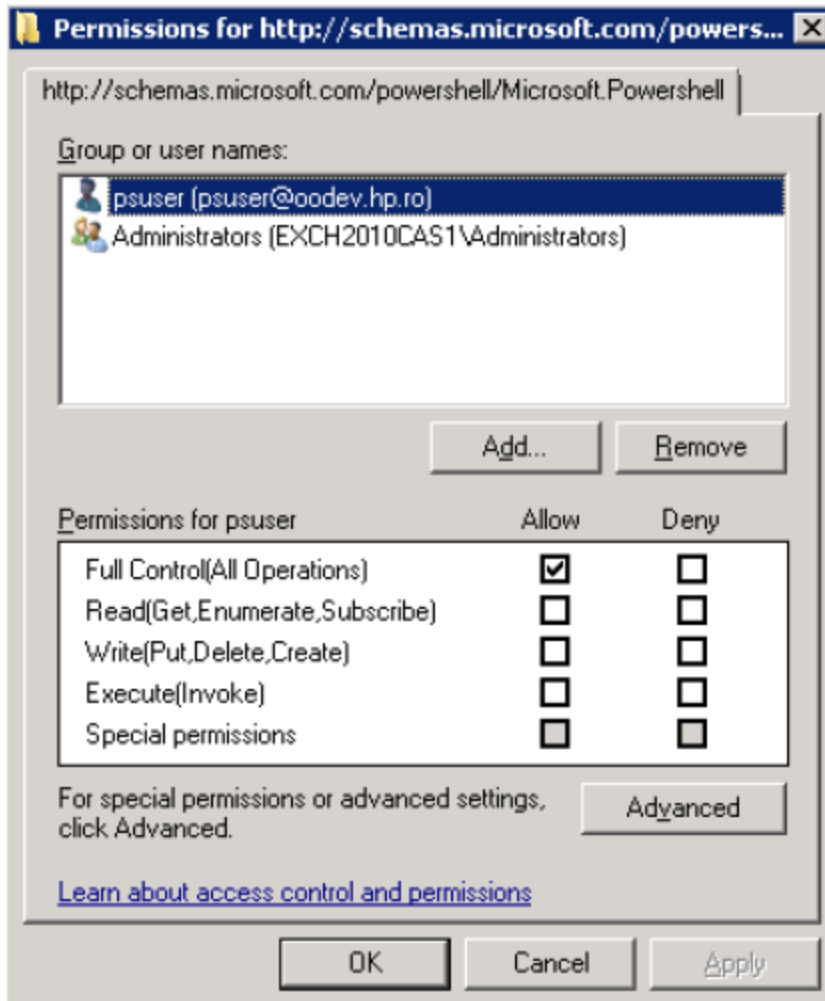 Permissions for http://schemas.microsoft.com/powers...
http://schemas.microsoft.com/powershell/Microsoft.Powershell
Group or user names:
psuser (psuser@oodev.hp.ro)
Administrators (EXCH2010CAS1\Administrators)
Add... Remove
Permissions for psuser Allow Deny
Full Control(All Operations)
Read(Get,Enumerate,Subscribe)
Write(Put,Delete,Create)
Execute(Invoke)
Special permissions
For special permissions or advanced settings,
click Advanced.
Advanced
Learn about access control and permissions
OK Cancel Apply